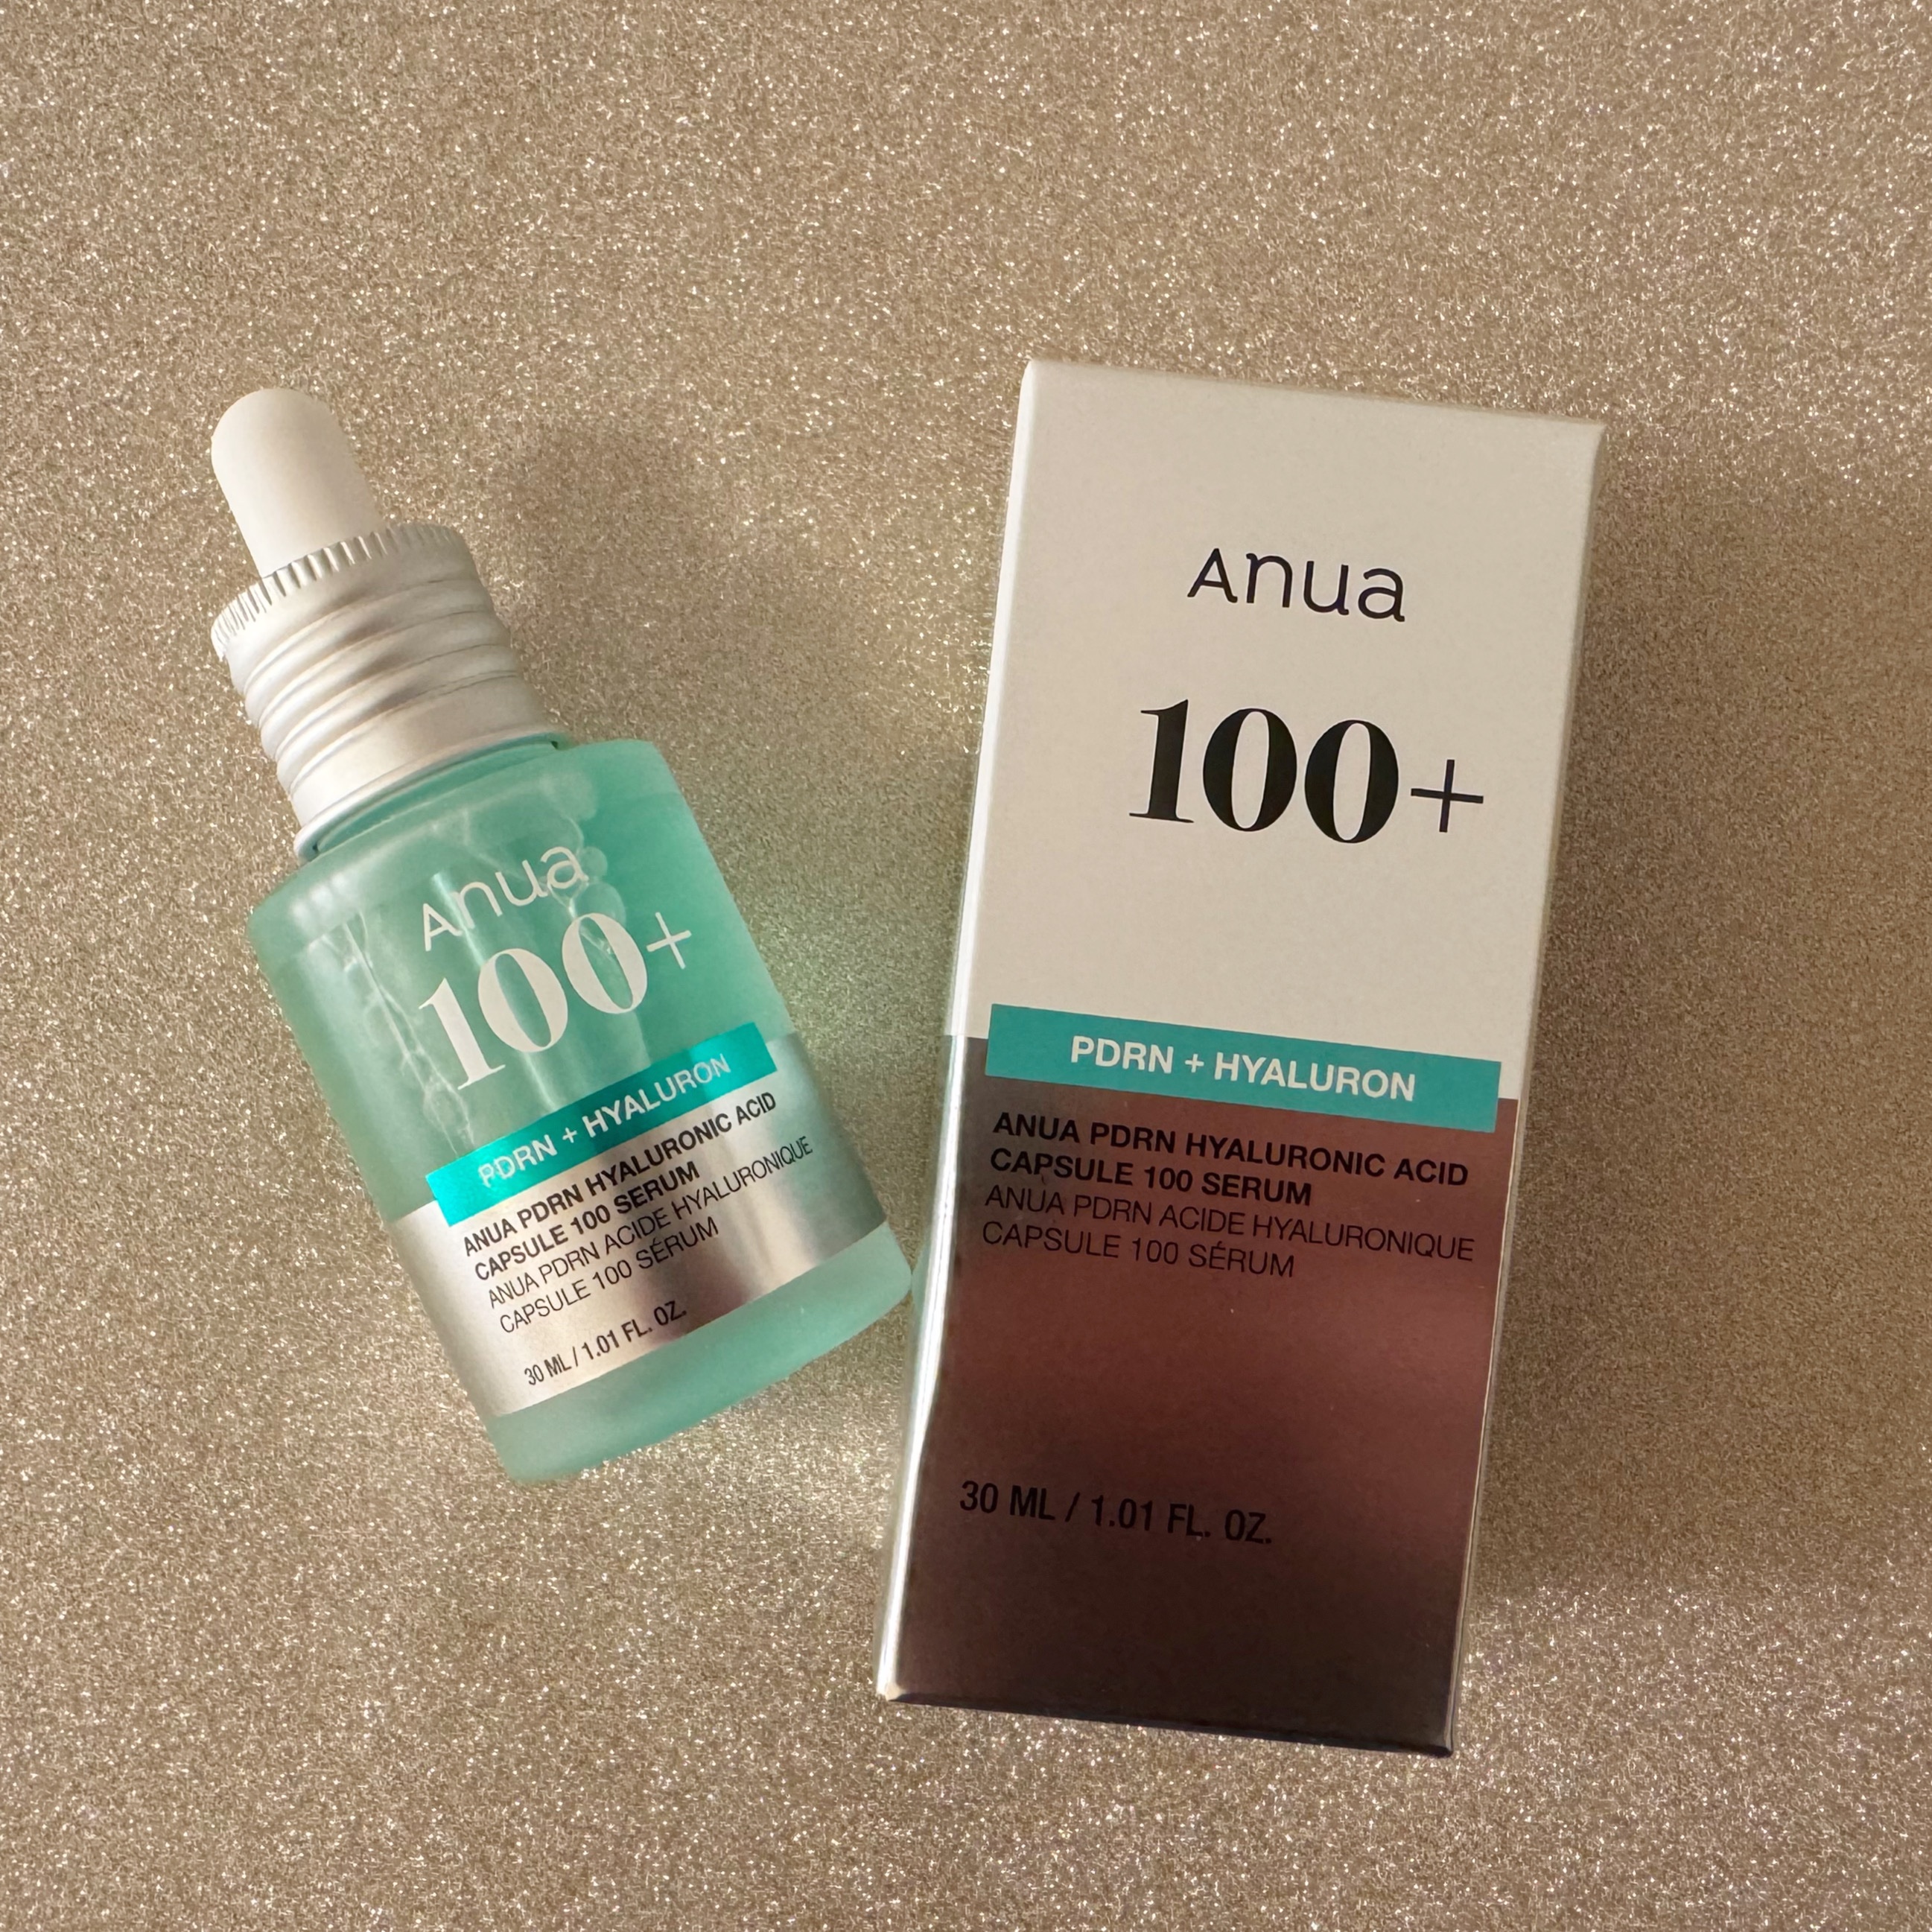 Anua
100+
PDRN + HYALURON
ANUA PDRN HYALURONIC ACID
CAPSULE 100 SERUM
ANUA PDRN ACIDE HYALURONIQUE
CAPSULE 100 SÉRUM
30 ML / 1.01 FL. OZ.
Anua
100+
PDRN + HYALURON
ANUA PDRN HYALURONIC ACID
CAPSULE 100 SERUM
ANUA PDRN ACIDE HYALURONIQUE
CAPSULE 100 SÉRUM
30 ML / 1.01 FL. OZ.